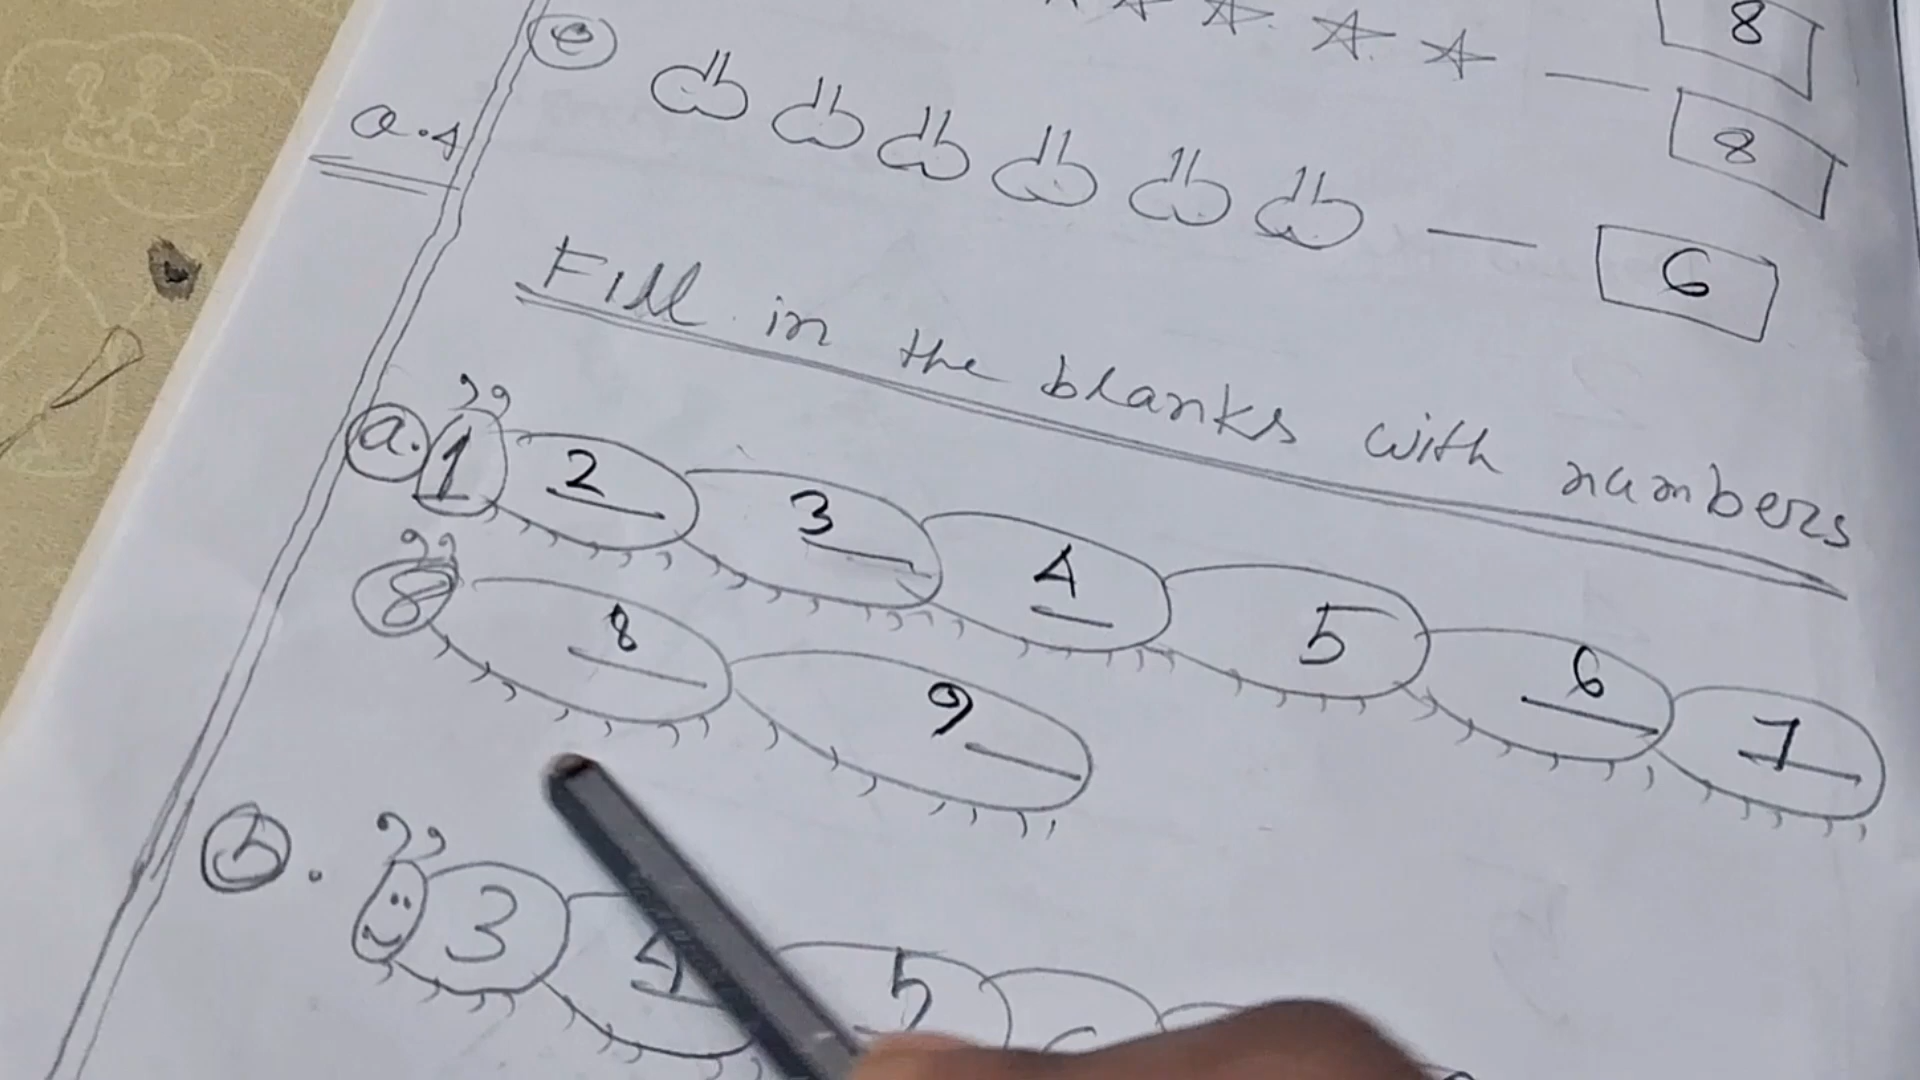 8
8
e
6
Q.4
Fill in the blanks with numbers
a. 1 2 3 4 5 6 7
8 8 9
b. 3 4 5